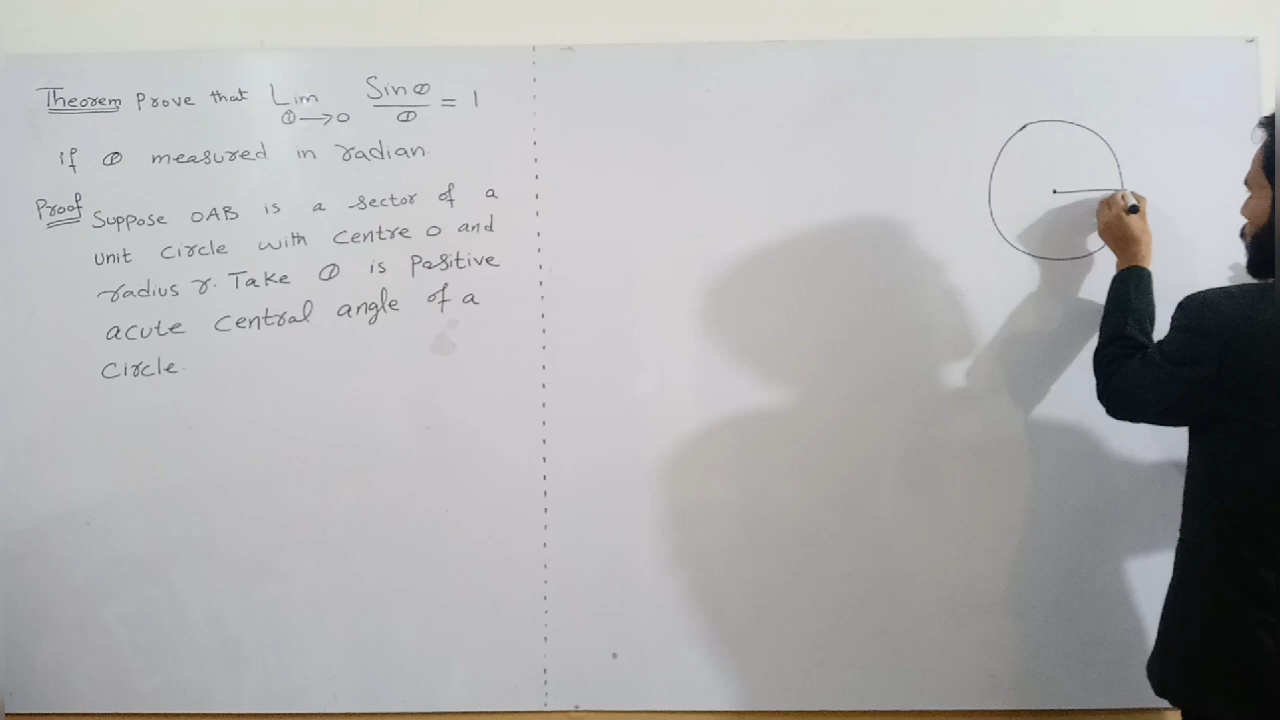 Theorem Prove that Lim Sin θ = 1
θ → 0 θ
if θ measured in radian.
Proof Suppose OAB is a sector of a
unit circle with centre O and
radius r. Take θ is Positive
acute central angle of a
circle.